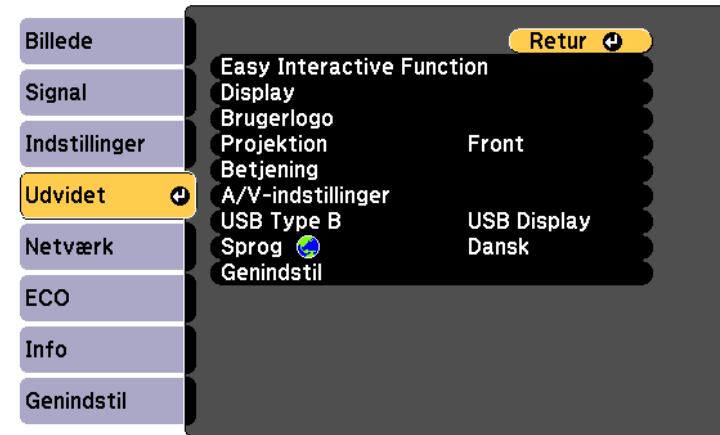 Billede
Signal
Indstillinger
Udvidet
Netværk
ECO
Info
Genindstil
Retur
Easy Interactive Function
Display
Brugerlogo
Projektion Front
Betjening
A/V-indstillinger
USB Type B USB Display
Sprog Dansk
Genindstil